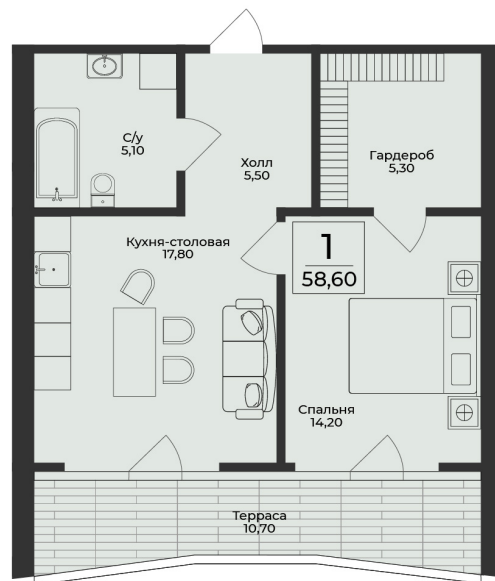 С/у
5,10
Холл
5,50
Гардероб
5,30
Кухня-столовая
17,80
1
58,60
Спальня
14,20
Терраса
10,70